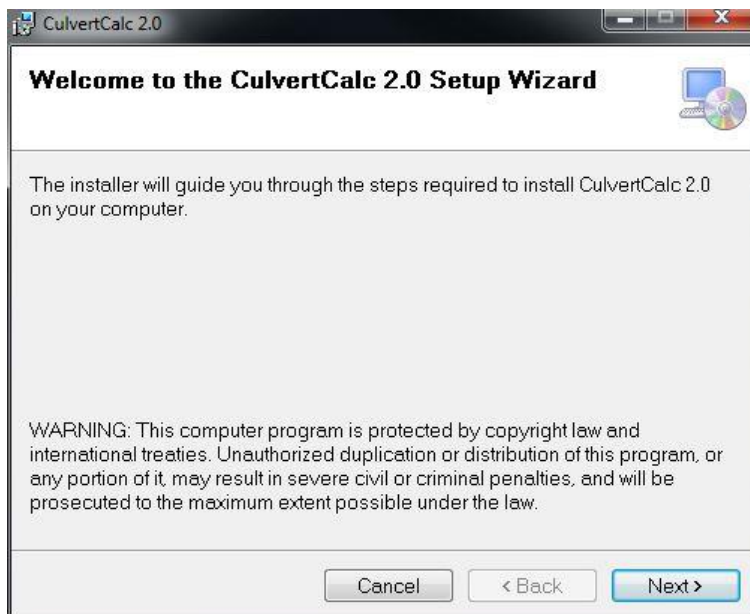 CulvertCalc 2.0
Welcome to the CulvertCalc 2.0 Setup Wizard
The installer will guide you through the steps required to install CulvertCalc 2.0
on your computer.
WARNING: This computer program is protected by copyright law and
international treaties. Unauthorized duplication or distribution of this program, or
any portion of it, may result in severe civil or criminal penalties, and will be
prosecuted to the maximum extent possible under the law.
Cancel < Back Next >